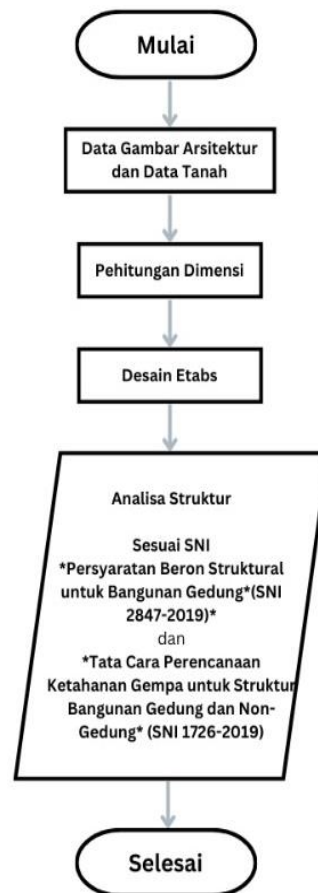 Mulai
Data Gambar Arsitektur
dan Data Tanah
Pehitungan Dimensi
Desain Etabs
Analisa Struktur
Sesuai SNI
*Persyaratan Beron Struktural
untuk Bangunan Gedung*(SNI
2847-2019)*
dan
*Tata Cara Perencanaan
Ketahanan Gempa untuk Struktur
Bangunan Gedung dan Non-
Gedung* (SNI 1726-2019)
Selesai